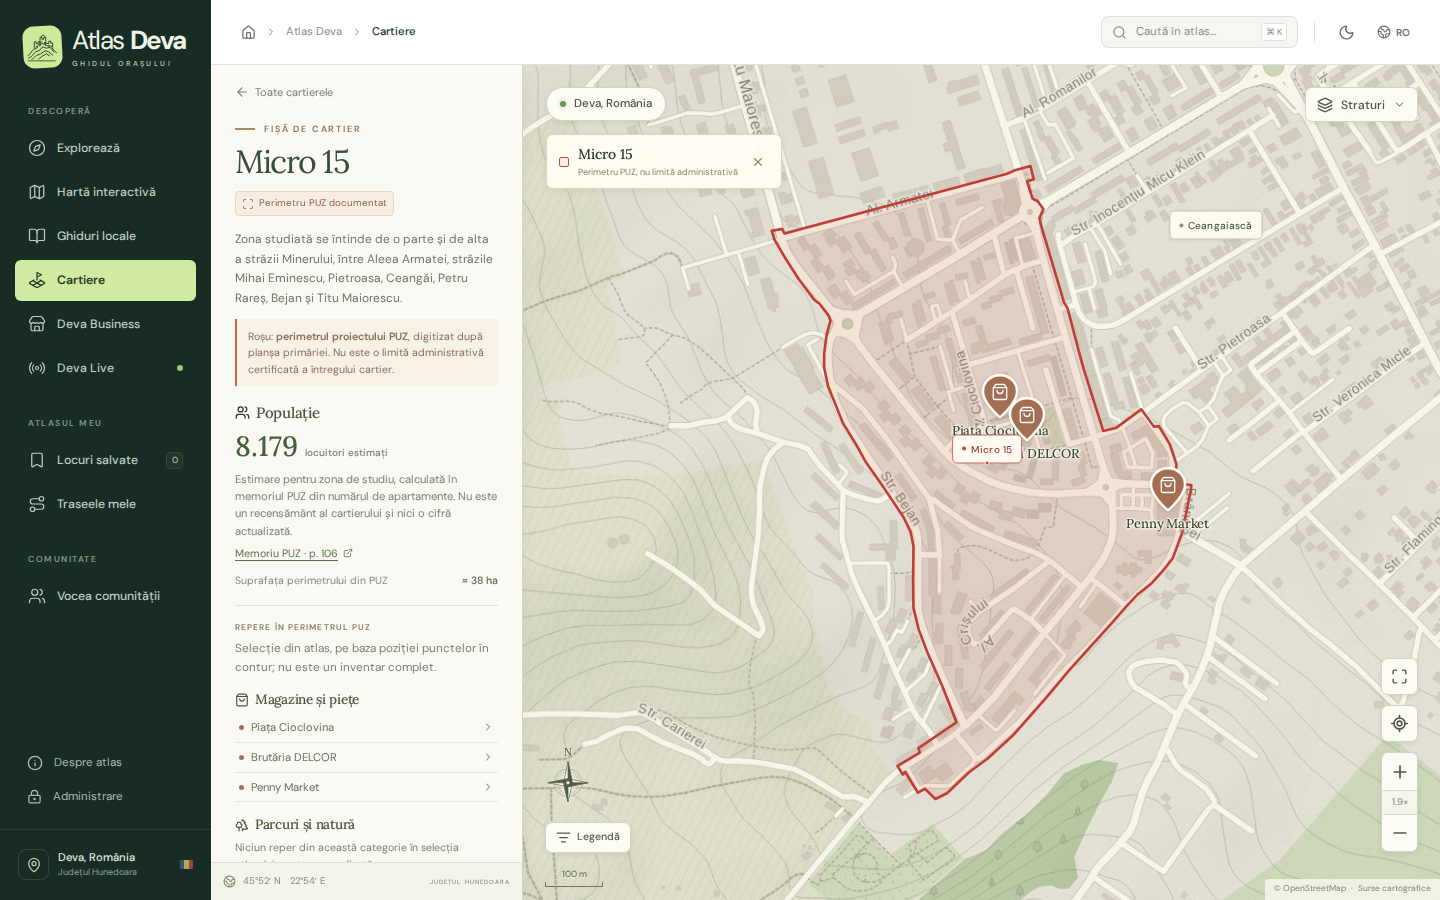 Atlas Deva
GHIDUL ORAȘULUI
DESCOPERĂ
Explorează
Hartă interactivă
Ghiduri locale
Cartiere
Deva Business
Deva Live
ATLASUL MEU
Locuri salvate
0
Traseele mele
COMUNITATE
Vocea comunității
Despre atlas
Administrare
Deva, România
Județul Hunedoara
Atlas Deva
Cartiere
Caută în atlas…
⌘ K
RO
Toate cartierele
FIȘĂ DE CARTIER
Micro 15
Perimetru PUZ documentat
Zona studiată se întinde de o parte și de alta
a străzii Minerului, între Aleea Armatei, străzile
Mihai Eminescu, Pietroasa, Ceangăi, Petru
Rareș, Bejan și Titu Maiorescu.
Roșu: perimetrul proiectului PUZ, digitizat după
planșa primăriei. Nu este o limită administrativă
certificată a întregului cartier.
Populație
8.179 locuitori estimați
Estimare pentru zona de studiu, calculată în
memoriul PUZ din numărul de apartamente. Nu este
un recensământ al cartierului și nici o cifră
actualizată.
Memoriu PUZ · p. 106
Suprafața perimetrului din PUZ
≈ 38 ha
REPERE ÎN PERIMETRUL PUZ
Selecție din atlas, pe baza poziției punctelor în
contur; nu este un inventar complet.
Magazine și piețe
Piața Cioclovina
Brutăria DELCOR
Penny Market
Parcuri și natură
Niciun reper din această categorie în selecția
45°52′ N 22°54′ E
JUDEȚUL HUNEDOARA
Deva, România
Micro 15
Perimetru PUZ, nu limită administrativă
Straturi
Al. Romanilor
Str. Inocențiu Micu Klein
Al. Armatei
Ceangaiască
Str. Pietroasa
Str. Veronica Micle
Cioclovina
Micro 15
DELCOR
Penny Market
Str. Bejan
Al. Crișului
Str. Carierei
N
Legendă
100 m
1.9×
© OpenStreetMap · Surse cartografice